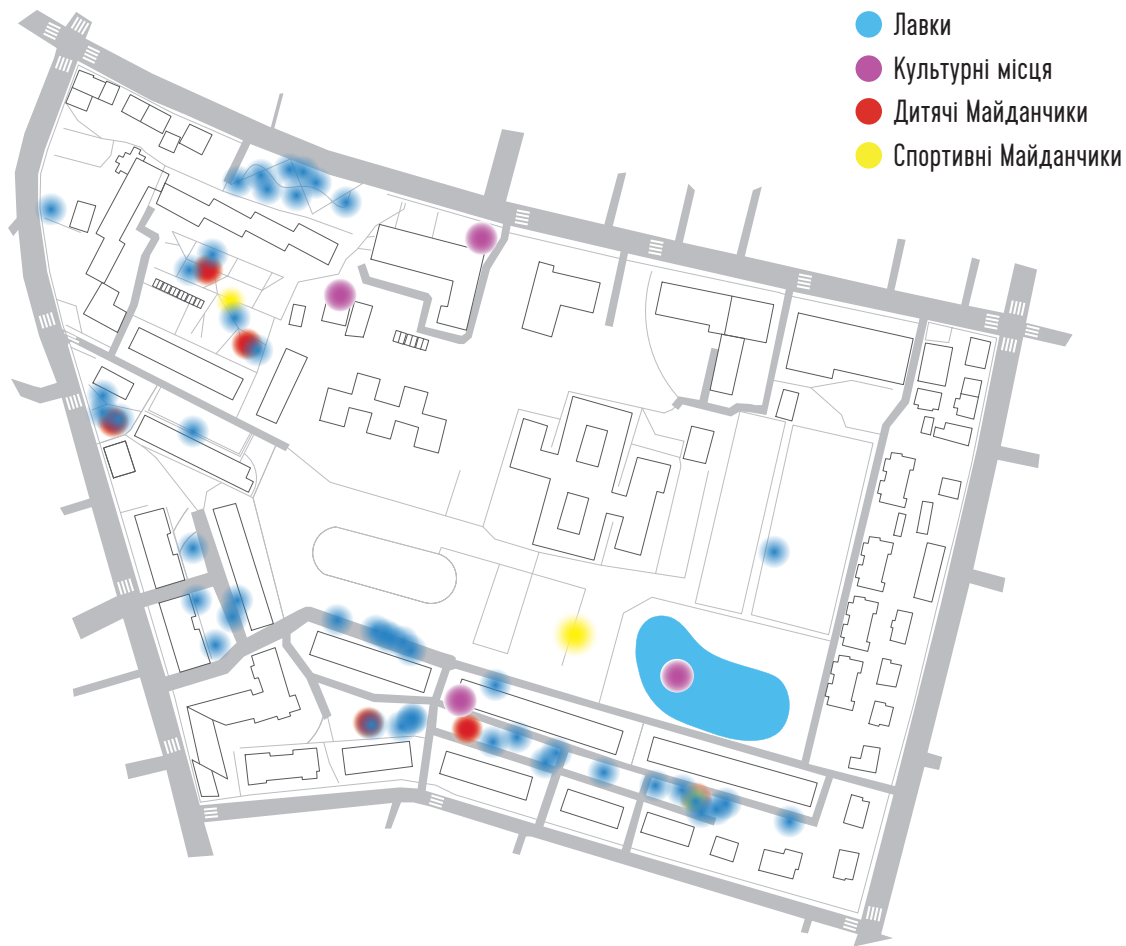 Лавки
Культурні місця
Дитячі Майданчики
Спортивні Майданчики